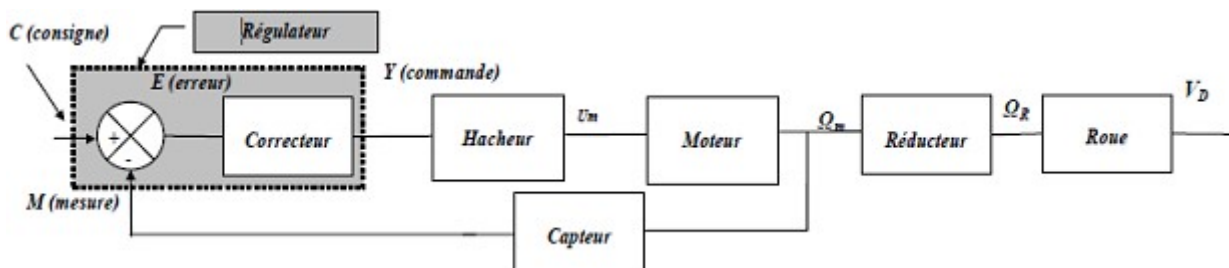 C (consigne)
Régulateur
E (erreur)
Y (commande)
+
-
Correcteur
Hacheur
Um
Moteur
Ωm
Réducteur
ΩR
Roue
VD
M (mesure)
Capteur